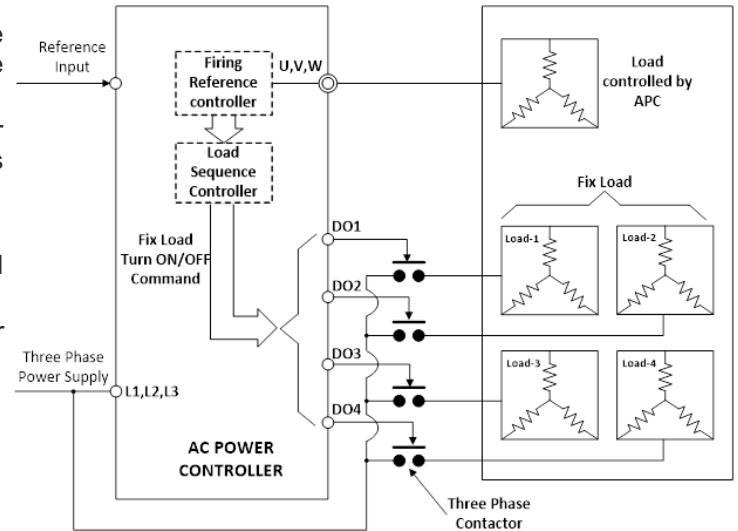 Reference
Input
Firing
Reference
controller
U,V,W
Load
controlled by
APC
Load
Sequence
Controller
Fix Load
Fix Load
Turn ON/OFF
Command
DO1
Load-1
Load-2
DO2
DO3
Load-3
Load-4
Three Phase
Power Supply
L1,L2,L3
DO4
AC POWER
CONTROLLER
Three Phase
Contactor